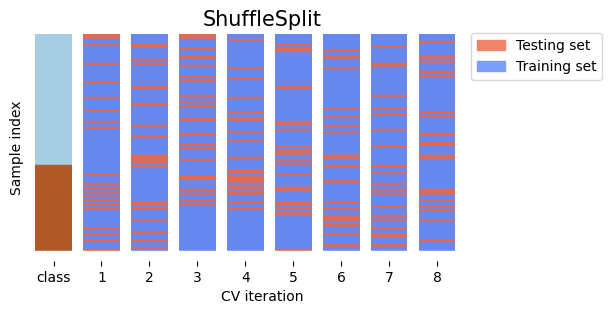 ShuffleSplit
Testing set
Training set
Sample index
class 1 2 3 4 5 6 7 8
CV iteration